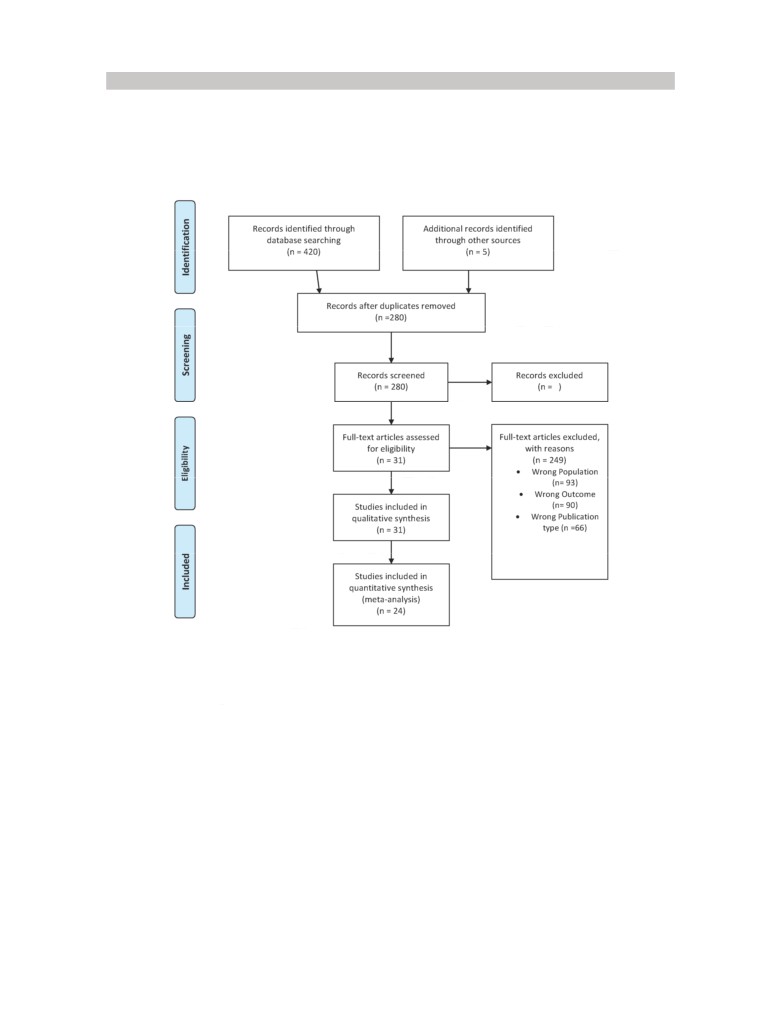 Identification
Records identified through
database searching
(n = 420)
Additional records identified
through other sources
(n = 5)
Records after duplicates removed
(n =280)
Screening
Records screened
(n = 280)
Records excluded
(n =   )
Eligibility
Full-text articles assessed
for eligibility
(n = 31)
Full-text articles excluded,
with reasons
(n = 249)
• Wrong Population
(n= 93)
• Wrong Outcome
(n= 90)
• Wrong Publication
type (n =66)
Studies included in
qualitative synthesis
(n = 31)
Included
Studies included in
quantitative synthesis
(meta-analysis)
(n = 24)